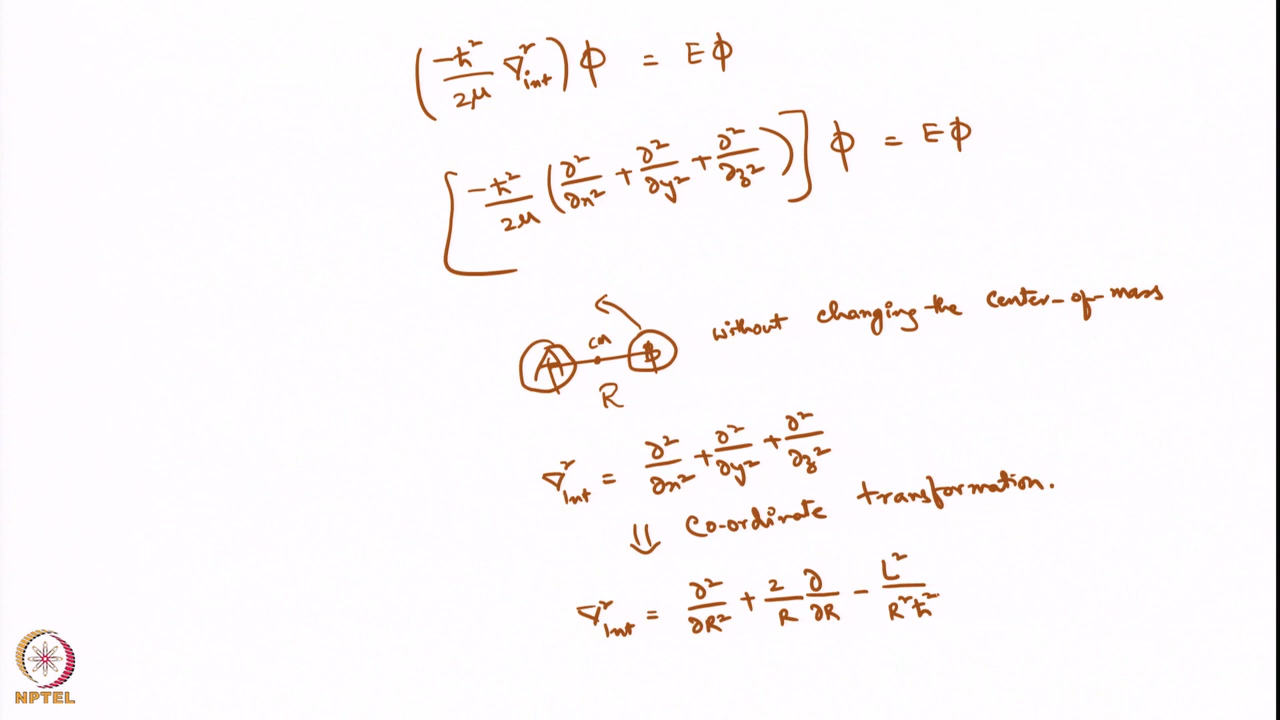 (-ħ²/2μ ∇²int) ϕ = Eϕ
[-ħ²/2μ (∂²/∂x² + ∂²/∂y² + ∂²/∂z²)] ϕ = Eϕ
A CM B without changing the center-of-mass
R
∇²int = ∂²/∂x² + ∂²/∂y² + ∂²/∂z²
⇓ Co-ordinate transformation.
∇²int = ∂²/∂R² + 2/R ∂/∂R - L²/R²ħ²
NPTEL